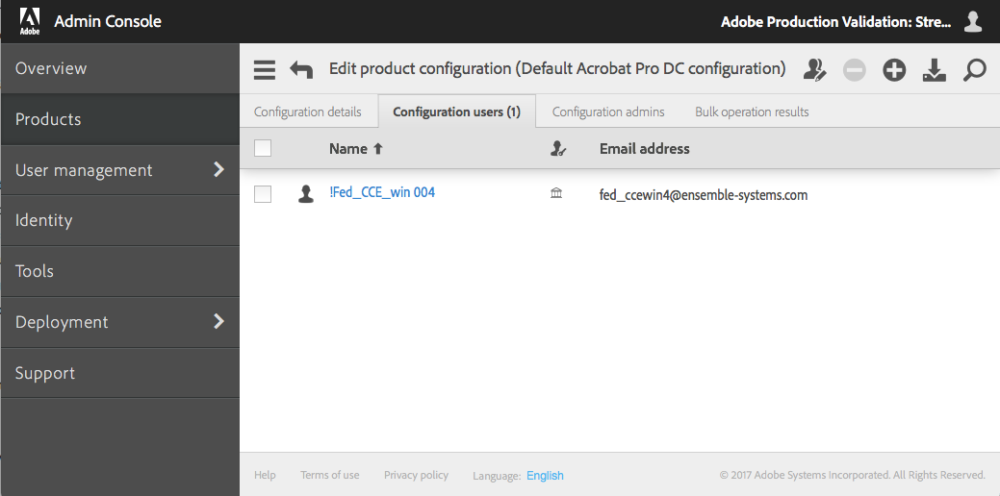 Adobe
Admin Console
Adobe Production Validation: Stre...
Overview
Products
User management
Identity
Tools
Deployment
Support
Edit product configuration (Default Acrobat Pro DC configuration)
Configuration details
Configuration users (1)
Configuration admins
Bulk operation results
Name
Email address
!Fed_CCE_win 004
fed_ccewin4@ensemble-systems.com
Help
Terms of use
Privacy policy
Language: English
© 2017 Adobe Systems Incorporated. All Rights Reserved.